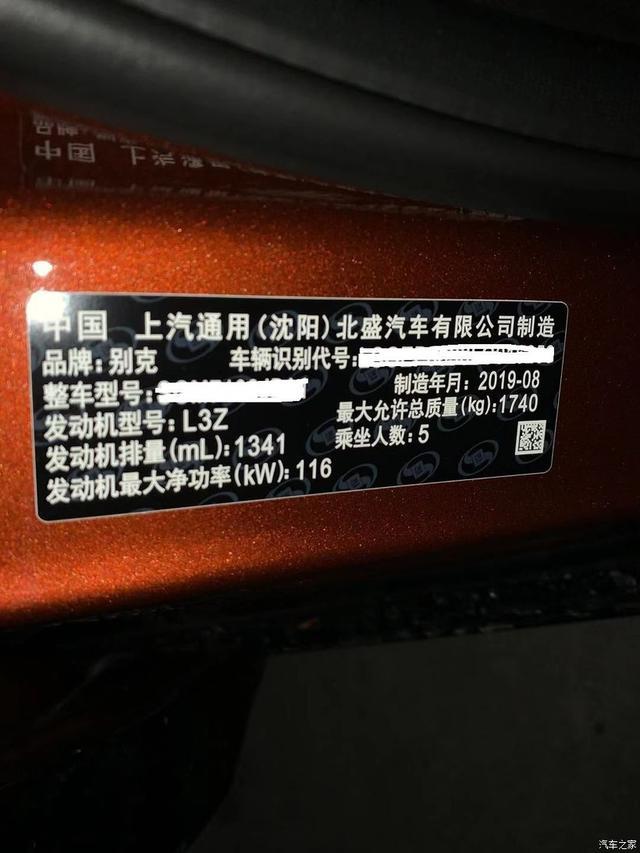 中国 上汽通用(沈阳)北盛汽车有限公司制造
品牌:别克 车辆识别代号:
整车型号: 制造年月:2019-08
发动机型号:L3Z 最大允许总质量(kg):1740
发动机排量(mL):1341 乘坐人数:5
发动机最大净功率(kW):116
汽车之家